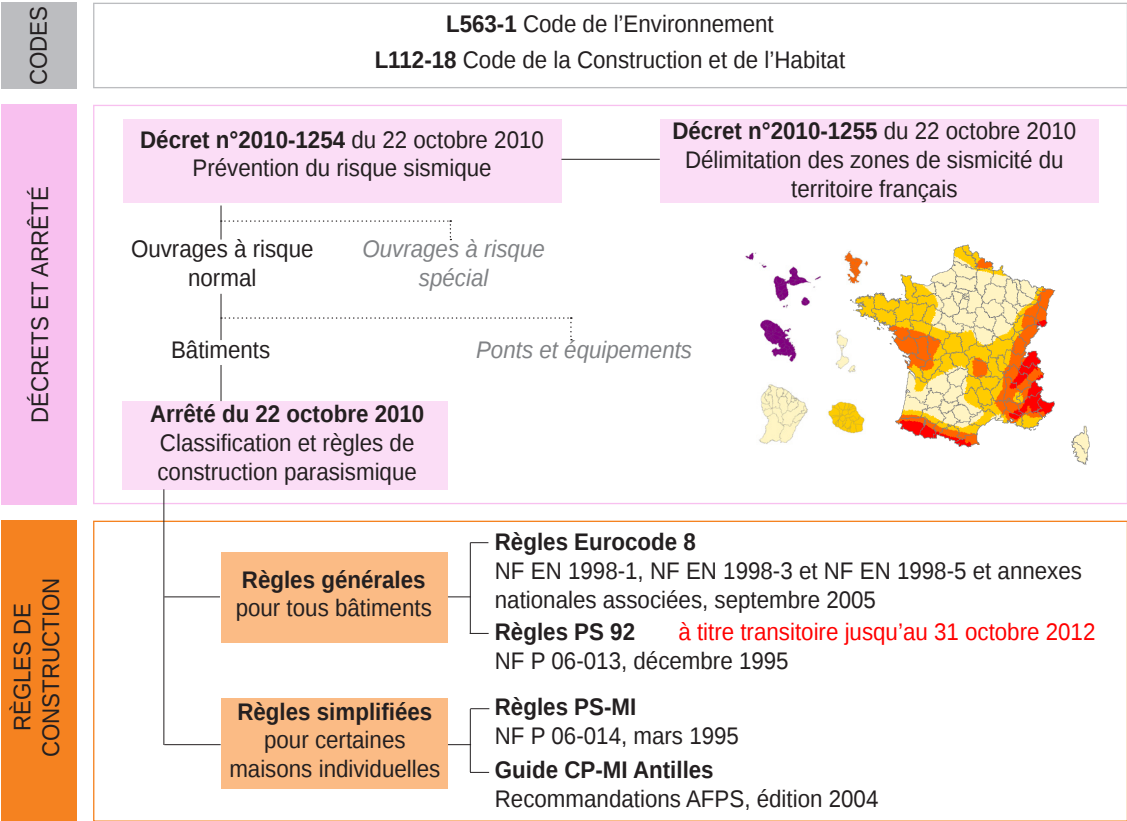 CODES
L563-1 Code de l’Environnement
L112-18 Code de la Construction et de l’Habitat
DÉCRETS ET ARRÊTÉ
Décret n°2010-1254 du 22 octobre 2010
Prévention du risque sismique
Décret n°2010-1255 du 22 octobre 2010
Délimitation des zones de sismicité du
territoire français
Ouvrages à risque
normal
Ouvrages à risque
spécial
Bâtiments
Ponts et équipements
Arrêté du 22 octobre 2010
Classification et règles de
construction parasismique
RÈGLES DE
CONSTRUCTION
Règles générales
pour tous bâtiments
Règles Eurocode 8
NF EN 1998-1, NF EN 1998-3 et NF EN 1998-5 et annexes
nationales associées, septembre 2005
Règles PS 92 à titre transitoire jusqu’au 31 octobre 2012
NF P 06-013, décembre 1995
Règles simplifiées
pour certaines
maisons individuelles
Règles PS-MI
NF P 06-014, mars 1995
Guide CP-MI Antilles
Recommandations AFPS, édition 2004